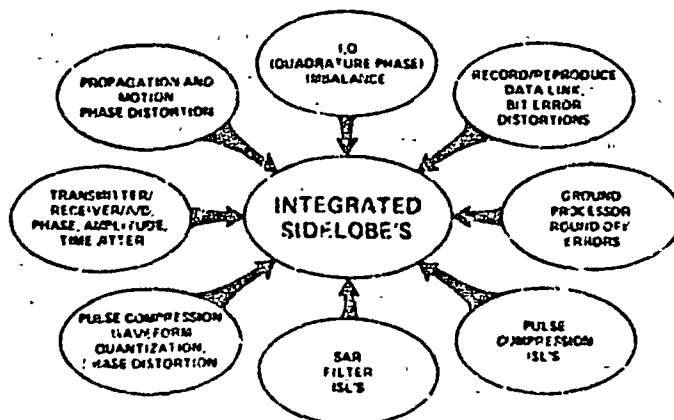 I,Q
(QUADRATURE PHASE)
IMBALANCE
PROPAGATION AND
MOTION
PHASE DISTORTION
RECORD/REPRODUCE
DATA LINK,
BIT ERROR
DISTORTIONS
TRANSMITTER/
RECEIVER/A/D,
PHASE, AMPLITUDE,
TIME JITTER
INTEGRATED
SIDELOBE'S
GROUND
PROCESSOR
ROUND OFF
ERRORS
PULSE COMPRESSION
WAVEFORM
QUANTIZATION,
PHASE DISTORTION
SAR
FILTER
ISL'S
PULSE
COMPRESSION
ISL'S